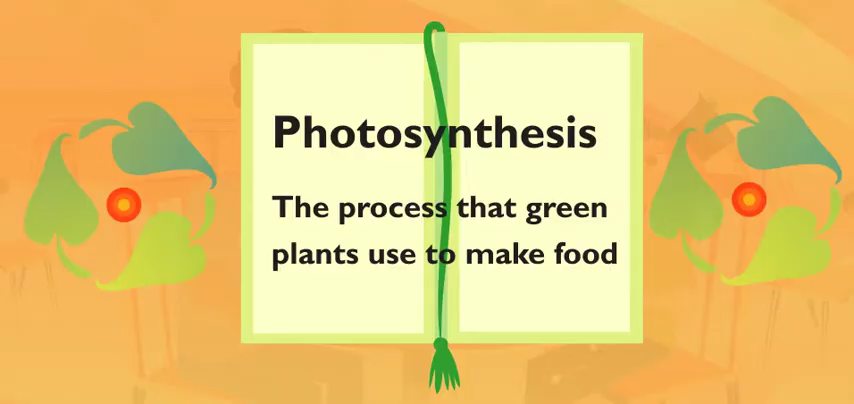 Photosynthesis
The process that green
plants use to make food